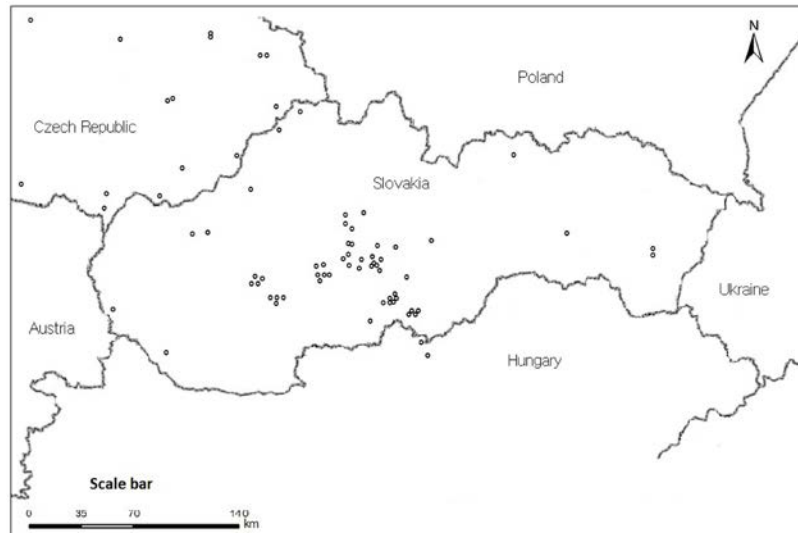 N
Poland
Czech Republic
Slovakia
Ukraine
Austria
Hungary
Scale bar
0 35 70 140
km